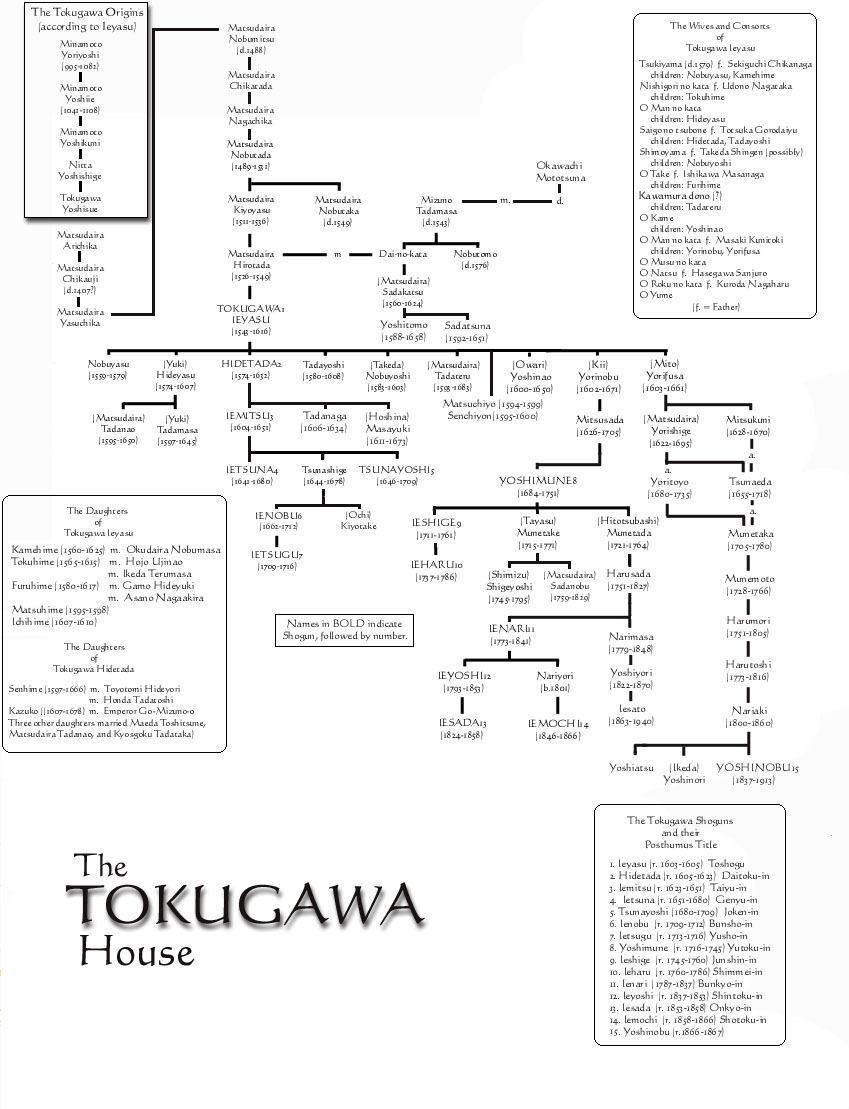 The Tokugawa Origins
(according to Ieyasu)
Minamoto
Yoriyoshi
(995-1082)
Minamoto
Yoshiie
(1041-1108)
Minamoto
Yoshikuni
Nitta
Yoshishige
Tokugawa
Yoshisue
Matsudaira
Arichika
Matsudaira
Chikauji
(d.1407?)
Matsudaira
Yasuchika
Matsudaira
Nobumitsu
(d.1488)
Matsudaira
Chikatada
Matsudaira
Nagachika
Matsudaira
Nobutada
(1489-1531)
Matsudaira
Kiyoyasu
(1511-1536)
Matsudaira
Nobutaka
(d.1549)
Mizuno
Tadamasa
(d.1543)
m.
d.
Okawachi
Mototsuna
Matsudaira
Hirotada
(1526-1549)
m
Dai-no-kata
Nobutomo
(d.1576)
(Matsudaira)
Sadakatsu
(1560-1624)
Yoshitomo
(1588-1658)
Sadatsuna
(1592-1651)
TOKUGAWA1
IEYASU
(1543-1616)
The Wives and Consorts
of
Tokugawa Ieyasu
Tsukiyama (d.1579) f. Sekiguchi Chikanaga
children: Nobuyasu, Kamehime
Nishigori no kata f. Udono Nagataka
children: Tokuhime
O Man no kata
children: Hideyasu
Saigo no tsubone f. Totsuka Gorodaiyu
children: Hidetada, Tadayoshi
Shimoyama f. Takeda Shingen (possibly)
children: Nobuyoshi
O Take f. Ishikawa Masanaga
children: Furihime
Kawamura dono (?)
children: Tadateru
O Kame
children: Yoshinao
O Man no kata f. Masaki Kunitoki
children: Yorinobu, Yorifusa
O Musu no kata
O Natsu f. Hasegawa Sanjuro
O Roku no kata f. Kuroda Nagaharu
O Yume
(f. = Father)
Nobuyasu
(1559-1579)
(Yuki)
Hideyasu
(1574-1607)
HIDETADA2
(1574-1632)
Tadayoshi
(1580-1608)
(Takeda)
Nobuyoshi
(1583-1603)
(Matsudaira)
Tadateru
(1593-1683)
Matsuchiyo (1594-1599)
Senchiyon (1595-1600)
(Owari)
Yoshinao
(1600-1650)
(Kii)
Yorinobu
(1602-1671)
(Mito)
Yorifusa
(1603-1661)
(Matsudaira)
Tadanao
(1595-1650)
(Yuki)
Tadamasa
(1597-1645)
IEMITSU3
(1604-1651)
Tadanaga
(1606-1634)
(Hoshina)
Masayuki
(1611-1673)
Mitsusada
(1626-1705)
(Matsudaira)
Yorishige
(1622-1695)
Mitsukuni
(1628-1670)
IETSUNA4
(1641-1680)
Tsunashige
(1644-1678)
TSUNAYOSHI5
(1646-1709)
YOSHIMUNE8
(1684-1751)
a.
a.
Yoritoyo
(1680-1735)
Tsunaeda
(1655-1718)
a.
IENOBU6
(1662-1712)
(Ochi)
Kiyotake
IETSUGU7
(1709-1716)
IESHIGE9
(1711-1761)
(Tayasu)
Munetake
(1715-1771)
(Hitotsubashi)
Munetada
(1721-1764)
Munetaka
(1705-1780)
IEHARU10
(1737-1786)
(Shimizu)
Shigeyoshi
(1745-1795)
(Matsudaira)
Sadanobu
(1759-1829)
Harusada
(1751-1827)
Munemoto
(1728-1766)
IENARI11
(1773-1841)
Narimasa
(1779-1848)
Harumori
(1751-1805)
IEYOSHI12
(1793-1853)
Nariyori
(b.1801)
Yoshiyori
(1822-1870)
Harutoshi
(1773-1816)
IESADA13
(1824-1858)
IEMOCHI14
(1846-1866)
Iesato
(1863-1940)
Nariaki
(1800-1860)
Yoshiatsu
(Ikeda)
Yoshinori
YOSHINOBU15
(1837-1913)
The Daughters
of
Tokugawa Ieyasu
Kamehime (1560-1625) m. Okudaira Nobumasa
Tokuhime (1565-1615) m. Hojo Ujinao
m. Ikeda Terumasa
Furuhime (1580-1617) m. Gamo Hideyuki
m. Asano Nagaakira
Matsuhime (1595-1598)
Ichihime (1607-1610)
The Daughters
of
Tokugawa Hidetada
Senhime (1597-1666) m. Toyotomi Hideyori
m. Honda Tadatoshi
Kazuko ((1607-1678) m. Emperor Go-Mizuno-o
Three other daughters married Maeda Toshitsune,
Matsudaira Tadanao, and Kyosgoku Tadataka)
Names in BOLD indicate
Shogun, followed by number.
The
TOKUGAWA
House
The Tokugawa Shoguns
and their
Posthumus Title
1. Ieyasu (r. 1603-1605) Toshogu
2. Hidetada (r. 1605-1623) Daitoku-in
3. Iemitsu (r. 1623-1651) Taiyu-in
4. Ietsuna (r. 1651-1680) Genyu-in
5. Tsunayoshi (1680-1709) Joken-in
6. Ienobu (r. 1709-1712) Bunsho-in
7. Ietsugu (r. 1713-1716) Yusho-in
8. Yoshimune (r. 1716-1745) Yutoku-in
9. Ieshige (r. 1745-1760) Junshin-in
10. Ieharu (r. 1760-1786) Shimmei-in
11. Ienari (1787-1837) Bunkyo-in
12. Ieyoshi (r. 1837-1853) Shintoku-in
13. Iesada (r. 1853-1858) Onkyo-in
14. Iemochi (r. 1858-1866) Shotoku-in
15. Yoshinobu (r.1866-1867)